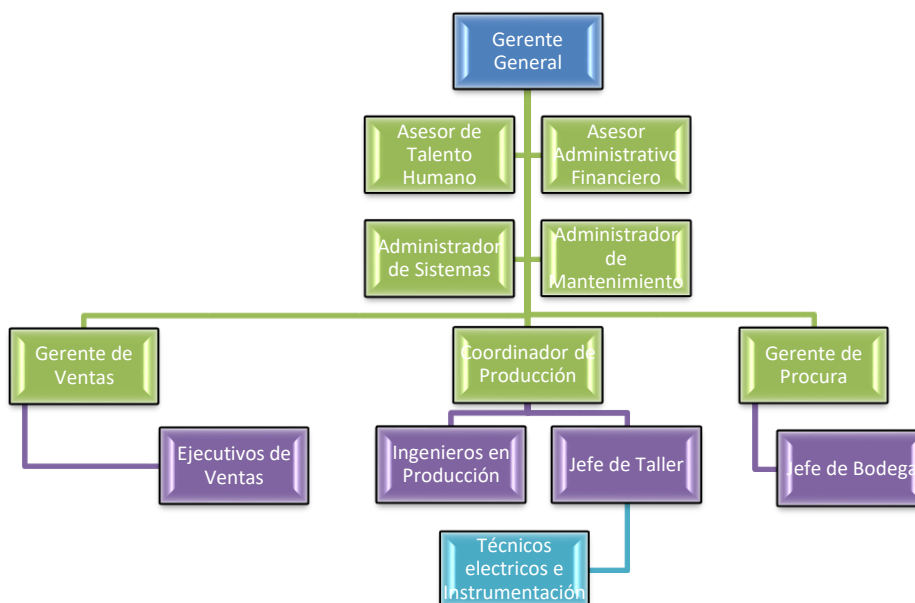 Gerente
General
Asesor de
Talento
Humano
Asesor
Administrativo
Financiero
Administrador
de Sistemas
Administrador
de
Mantenimiento
Gerente de
Ventas
Coordinador de
Producción
Gerente de
Procura
Ejecutivos de
Ventas
Ingenieros en
Producción
Jefe de Taller
Jefe de Bodega
Técnicos
electricos e
Instrumentación